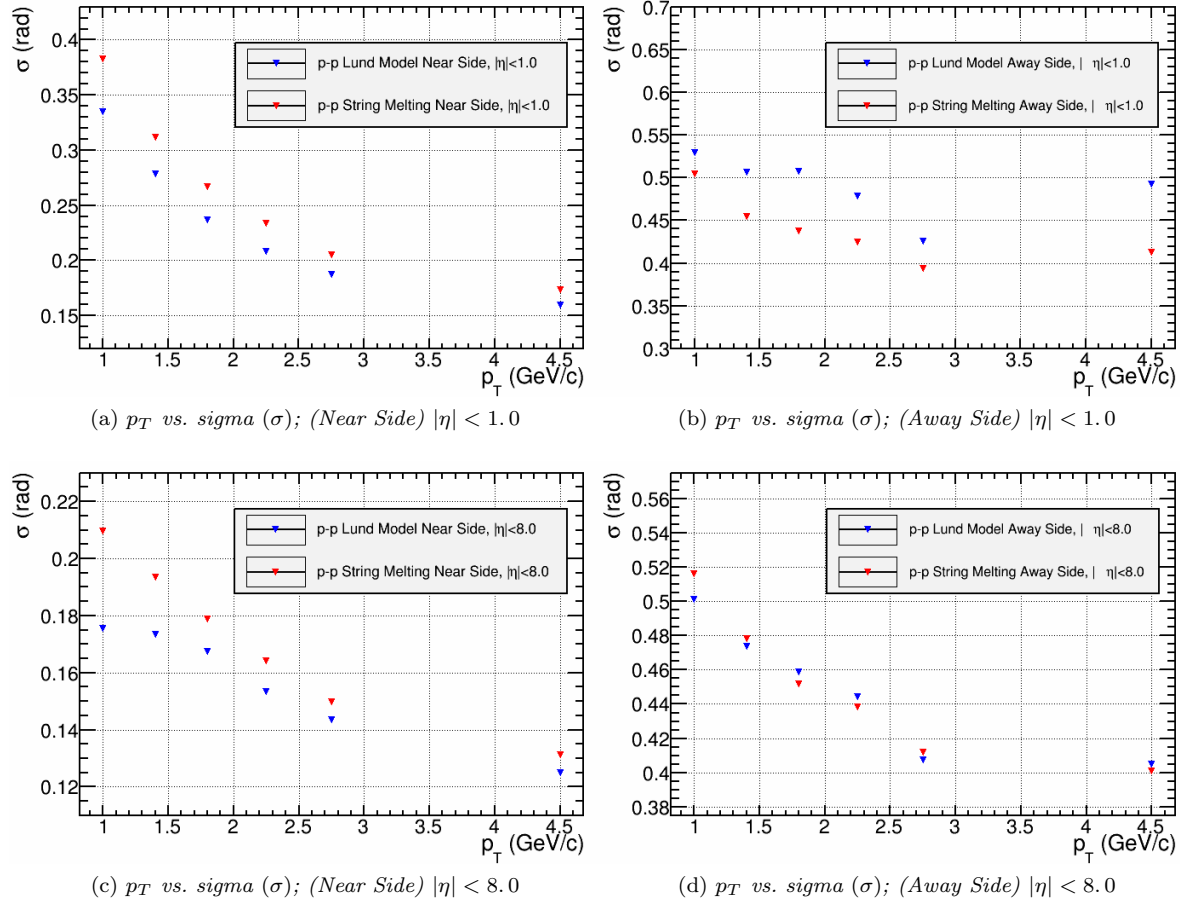 σ (rad)
0.4
0.35
0.3
0.25
0.2
0.15
p-p Lund Model Near Side, |η|<1.0
p-p String Melting Near Side, |η|<1.0
1 1.5 2 2.5 3 3.5 4 4.5
p_T (GeV/c)
(a) p_T vs. sigma (σ); (Near Side) |η| < 1.0
σ (rad)
0.7
0.65
0.6
0.55
0.5
0.45
0.4
0.35
0.3
p-p Lund Model Away Side, | η|<1.0
p-p String Melting Away Side, | η|<1.0
1 1.5 2 2.5 3 3.5 4 4.5
p_T (GeV/c)
(b) p_T vs. sigma (σ); (Away Side) |η| < 1.0
σ (rad)
0.22
0.2
0.18
0.16
0.14
0.12
p-p Lund Model Near Side, |η|<8.0
p-p String Melting Near Side, |η|<8.0
1 1.5 2 2.5 3 3.5 4 4.5
p_T (GeV/c)
(c) p_T vs. sigma (σ); (Near Side) |η| < 8.0
σ (rad)
0.56
0.54
0.52
0.5
0.48
0.46
0.44
0.42
0.4
0.38
p-p Lund Model Away Side, | η|<8.0
p-p String Melting Away Side, | η|<8.0
1 1.5 2 2.5 3 3.5 4 4.5
p_T (GeV/c)
(d) p_T vs. sigma (σ); (Away Side) |η| < 8.0